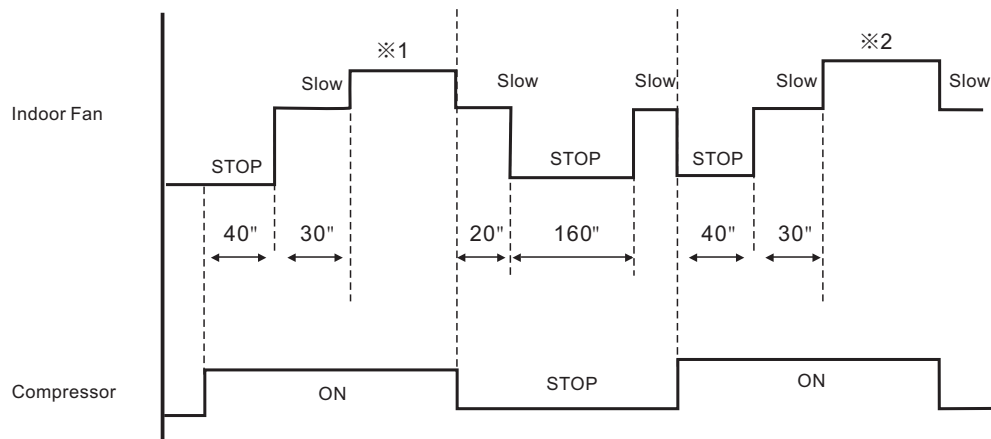 ※1 ※2
Slow Slow Slow Slow Slow
Indoor Fan
STOP STOP STOP
40" 30" 20" 160" 40" 30"
Compressor ON STOP ON